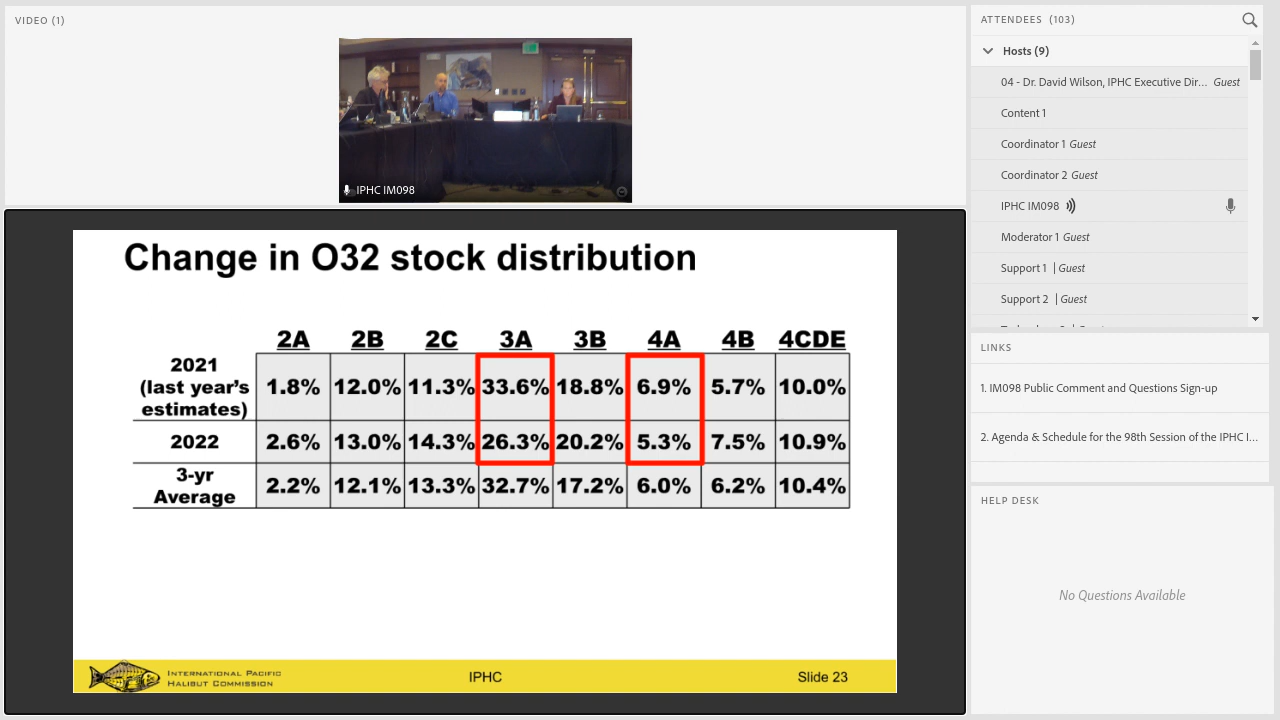 VIDEO (1)
IPHC IM098
Change in O32 stock distribution
2A 2B 2C 3A 3B 4A 4B 4CDE
2021
(last year's
estimates)
1.8% 12.0% 11.3% 33.6% 18.8% 6.9% 5.7% 10.0%
2022 2.6% 13.0% 14.3% 26.3% 20.2% 5.3% 7.5% 10.9%
3-yr
Average
2.2% 12.1% 13.3% 32.7% 17.2% 6.0% 6.2% 10.4%
INTERNATIONAL PACIFIC
HALIBUT COMMISSION
IPHC
Slide 23
ATTENDEES (103)
Hosts (9)
04 - Dr. David Wilson, IPHC Executive Dir... Guest
Content 1
Coordinator 1 Guest
Coordinator 2 Guest
IPHC IM098
Moderator 1 Guest
Support 1 | Guest
Support 2 | Guest
LINKS
1. IM098 Public Comment and Questions Sign-up
2. Agenda & Schedule for the 98th Session of the IPHC I...
HELP DESK
No Questions Available